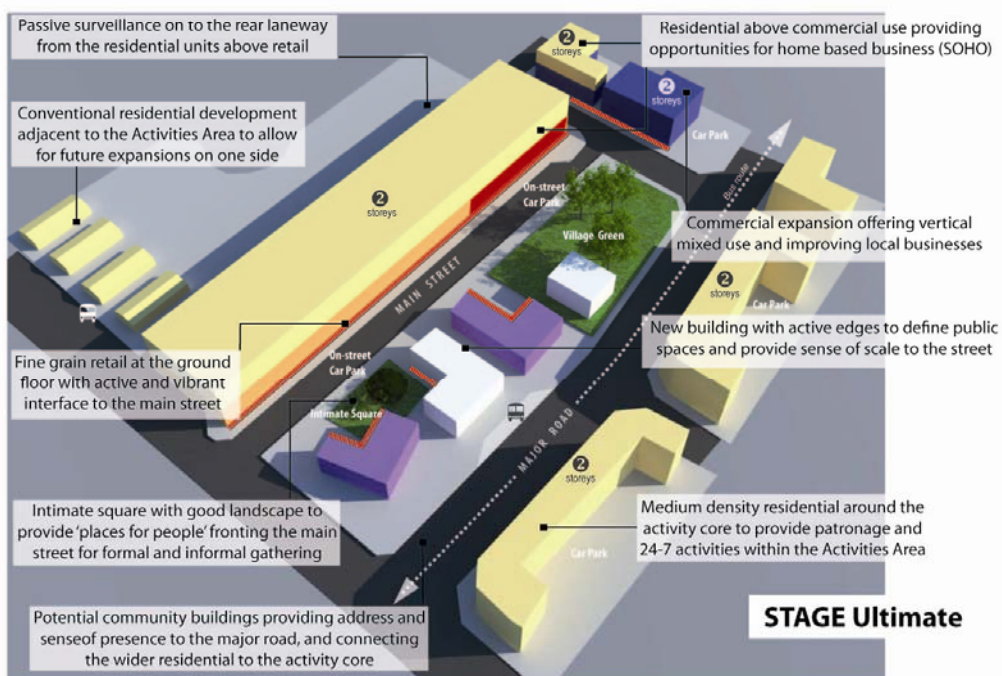 Passive surveillance on to the rear laneway
from the residential units above retail
Residential above commercial use providing
opportunities for home based business (SOHO)
2
storeys
2
storeys
Conventional residential development
adjacent to the Activities Area to allow
for future expansions on one side
Car Park
Bus route
2
storeys
On-street
Car Park
Village Green
Commercial expansion offering vertical
mixed use and improving local businesses
2
storeys
Car Park
MAIN STREET
New building with active edges to define public
spaces and provide sense of scale to the street
Fine grain retail at the ground
floor with active and vibrant
interface to the main street
On-street
Car Park
Intimate Square
MAJOR ROAD
2
storeys
Intimate square with good landscape to
provide ‘places for people’ fronting the main
street for formal and informal gathering
Medium density residential around the
activity core to provide patronage and
24-7 activities within the Activities Area
Car Park
Potential community buildings providing address and
senseof presence to the major road, and connecting
the wider residential to the activity core
STAGE Ultimate